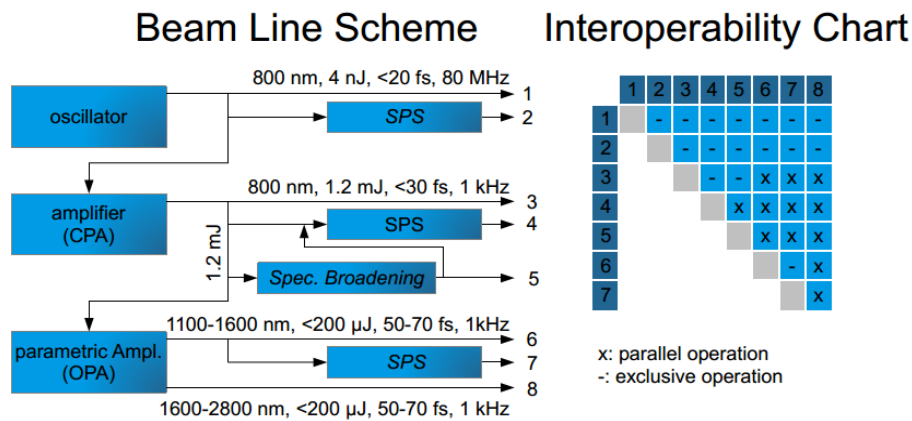 Beam Line Scheme
Interoperability Chart
800 nm, 4 nJ, <20 fs, 80 MHz
1
oscillator
SPS
2
800 nm, 1.2 mJ, <30 fs, 1 kHz
3
amplifier
(CPA)
SPS
4
1.2 mJ
Spec. Broadening
5
1100-1600 nm, <200 µJ, 50-70 fs, 1kHz
6
parametric Ampl.
(OPA)
SPS
7
8
1600-2800 nm, <200 µJ, 50-70 fs, 1 kHz
1 2 3 4 5 6 7 8
1 - - - - - - -
2 - - - - - -
3 - - x x x
4 x x x x
5 x x x
6 - x
7 x
x: parallel operation
-: exclusive operation